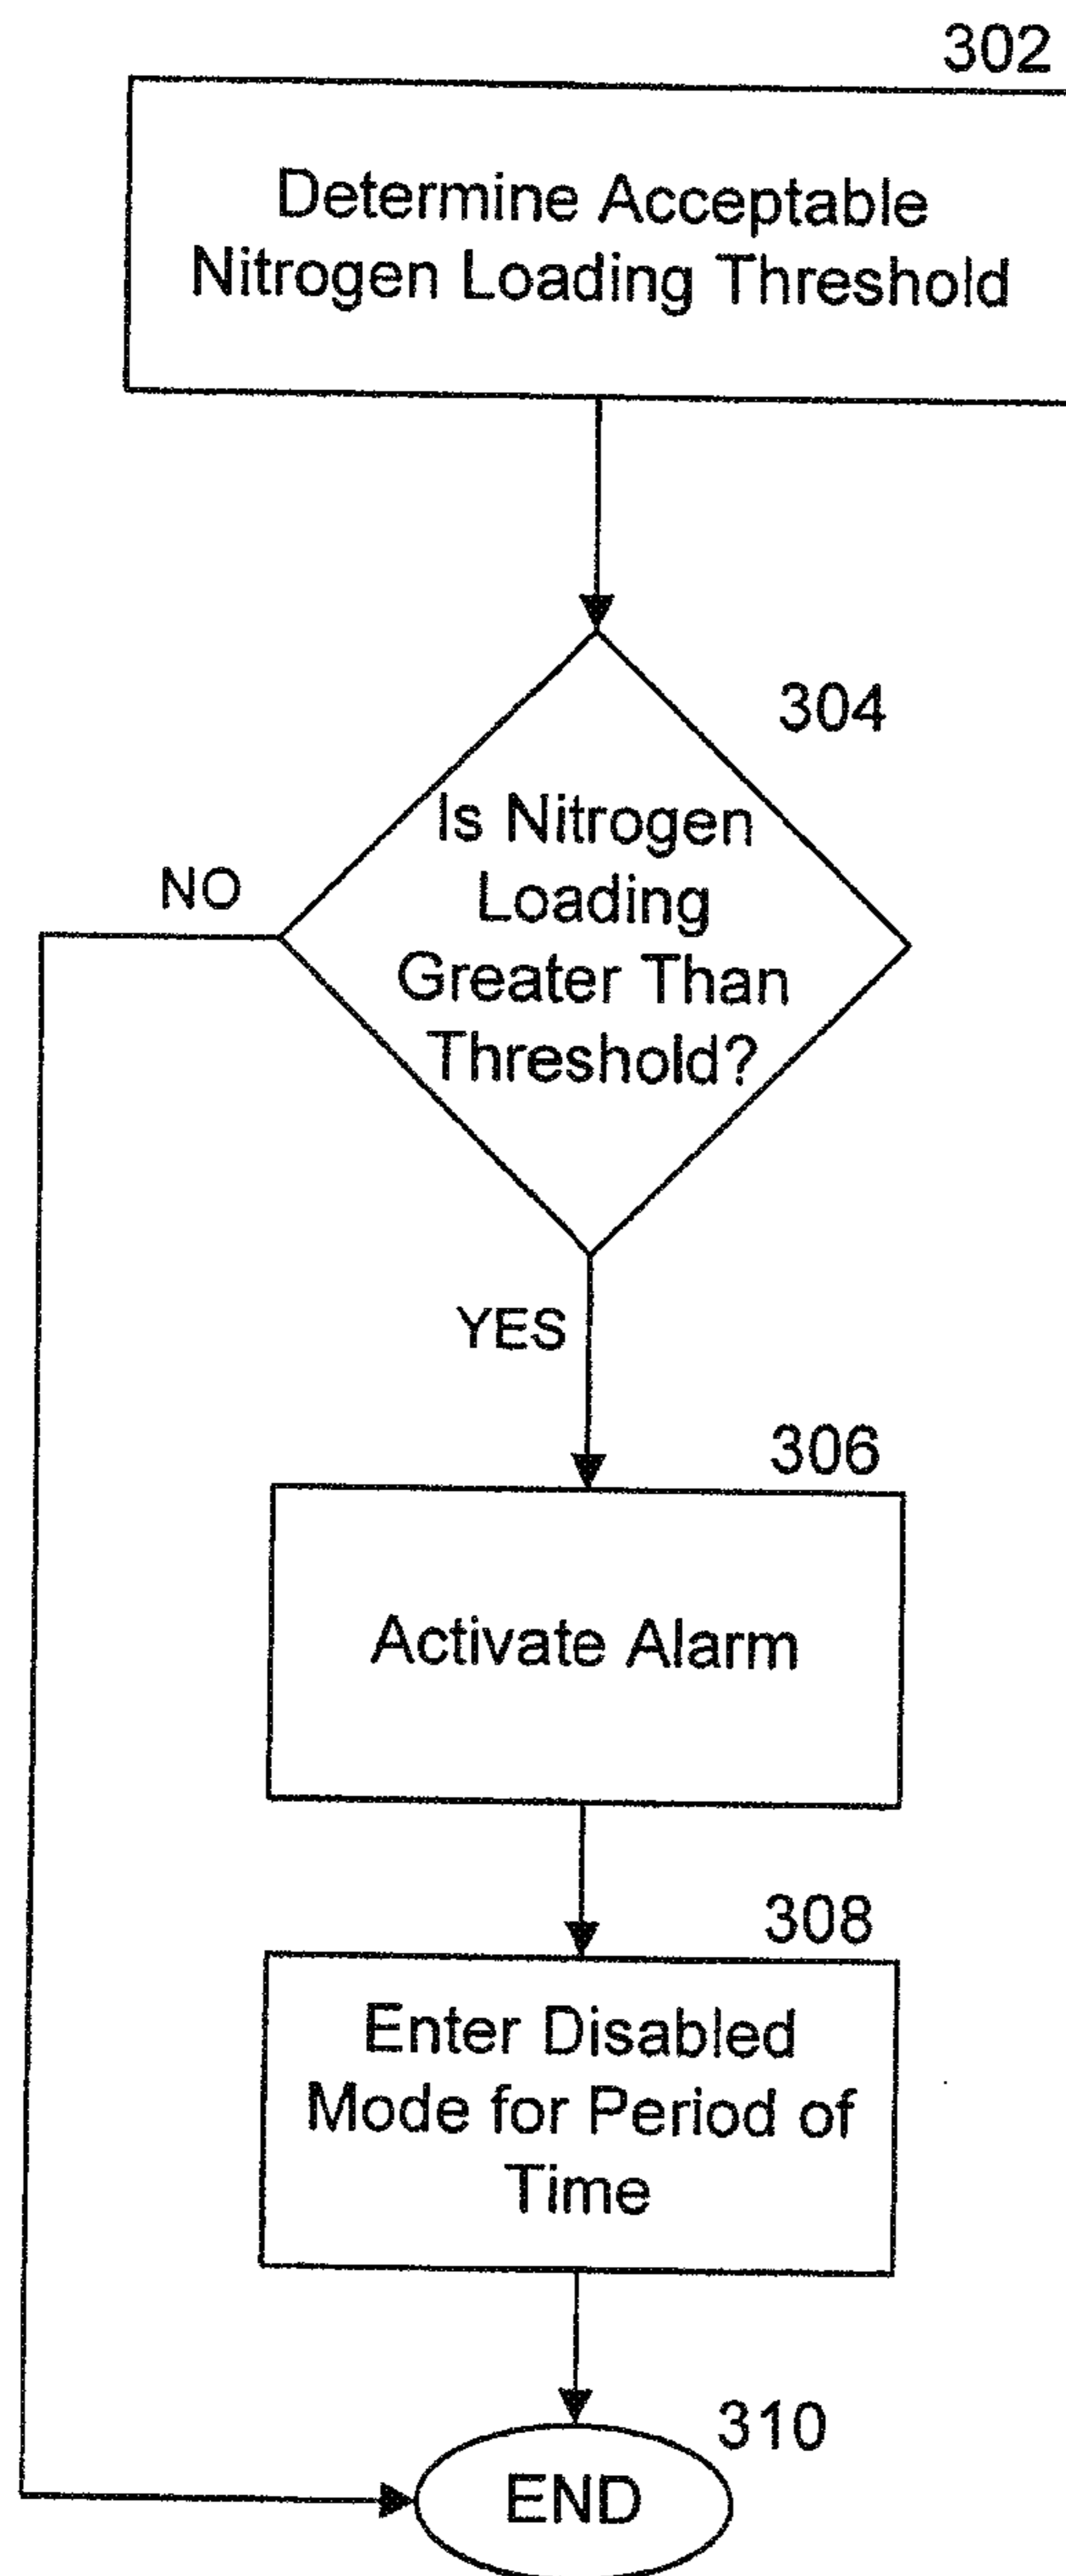 302
Determine Acceptable
Nitrogen Loading Threshold
304
Is Nitrogen
Loading
Greater Than
Threshold?
NO
YES
306
Activate Alarm
308
Enter Disabled
Mode for Period of
Time
310
END